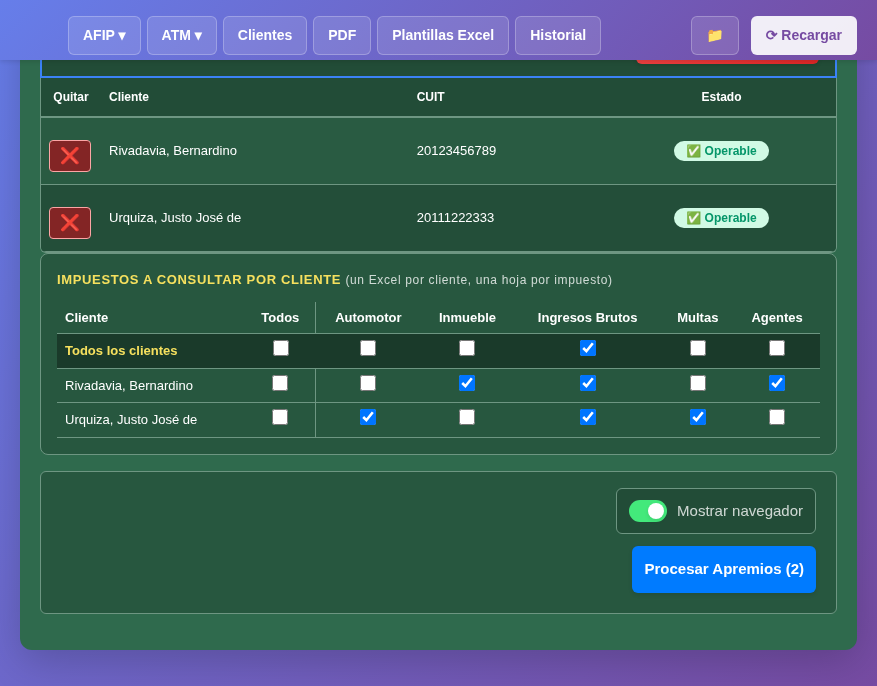 AFIP ▾ ATM ▾ Clientes PDF Plantillas Excel Historial 📁 ⟳ Recargar
Quitar Cliente CUIT Estado
❌ Rivadavia, Bernardino 20123456789 ✅ Operable
❌ Urquiza, Justo José de 20111222333 ✅ Operable
IMPUESTOS A CONSULTAR POR CLIENTE (un Excel por cliente, una hoja por impuesto)
Cliente Todos Automotor Inmueble Ingresos Brutos Multas Agentes
Todos los clientes
Rivadavia, Bernardino
Urquiza, Justo José de
Mostrar navegador
Procesar Apremios (2)